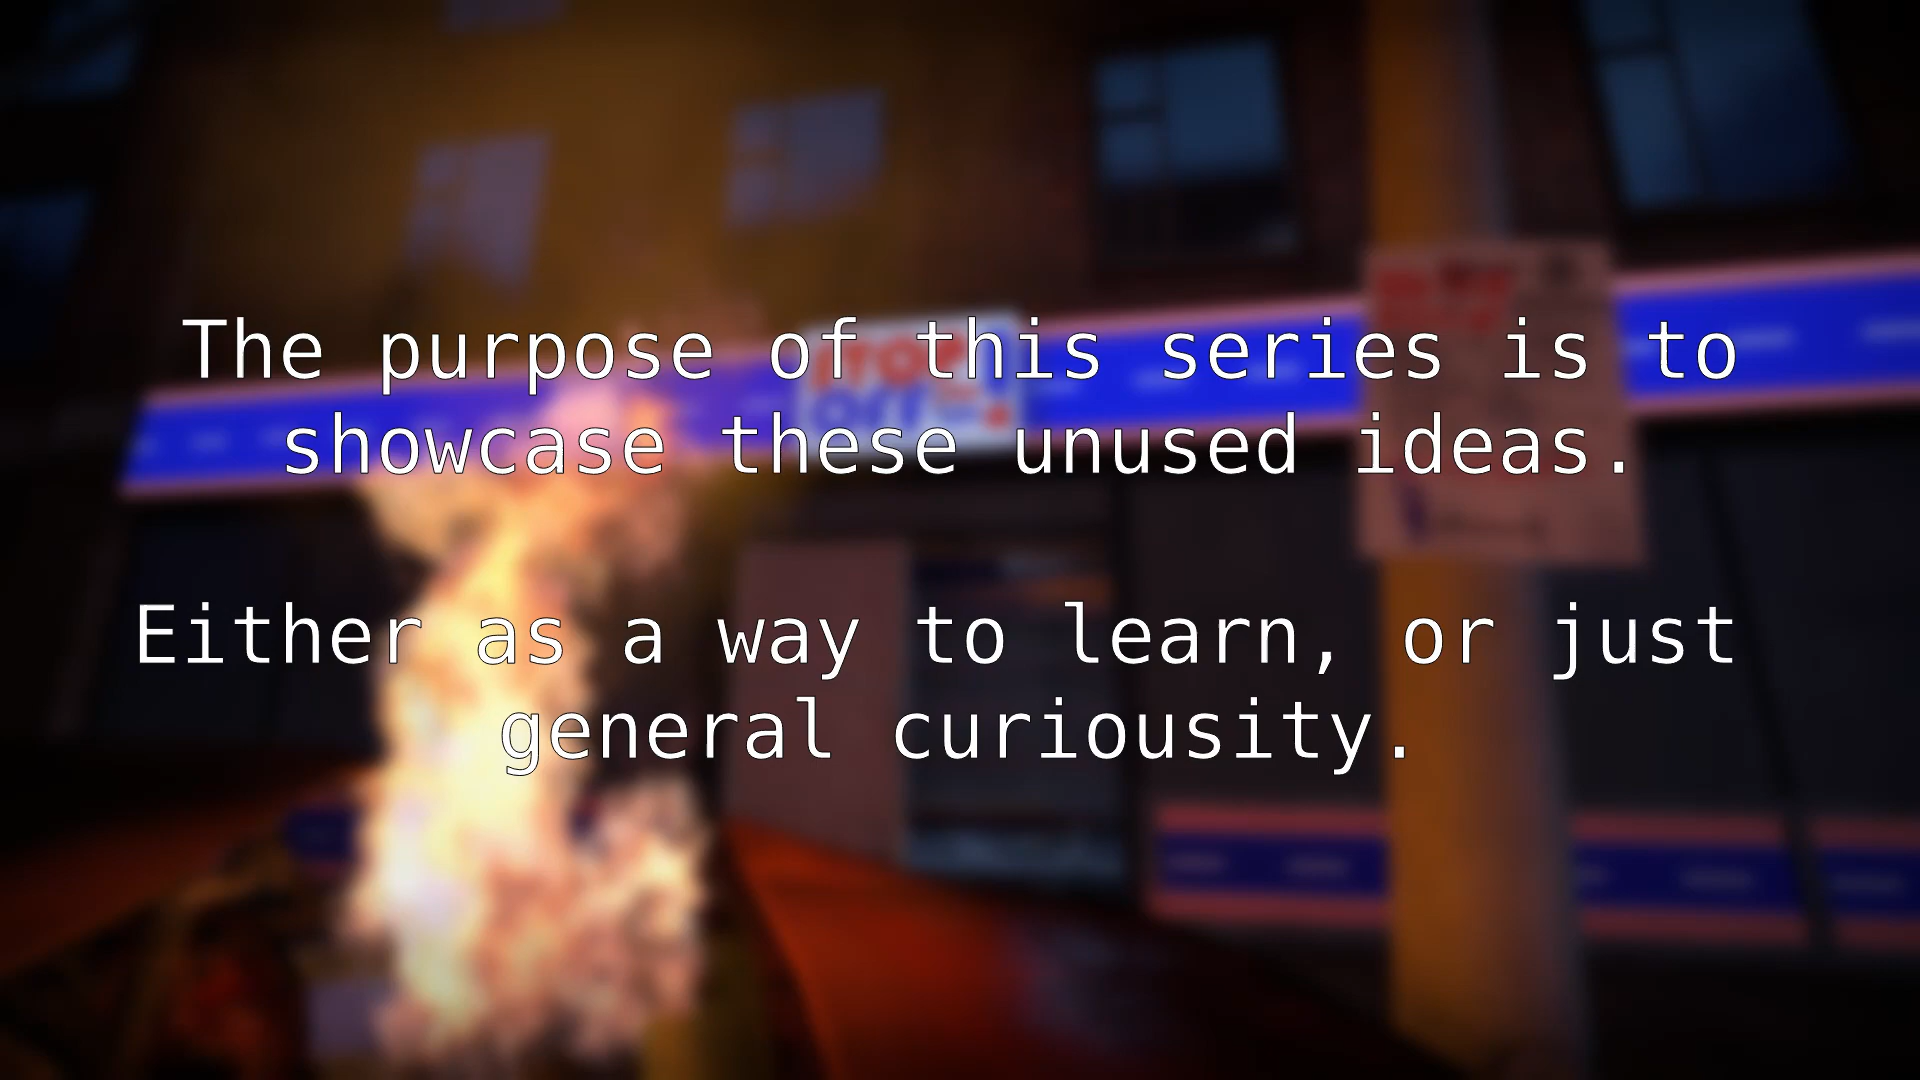 The purpose of this series is to
showcase these unused ideas.
Either as a way to learn, or just
general curiousity.